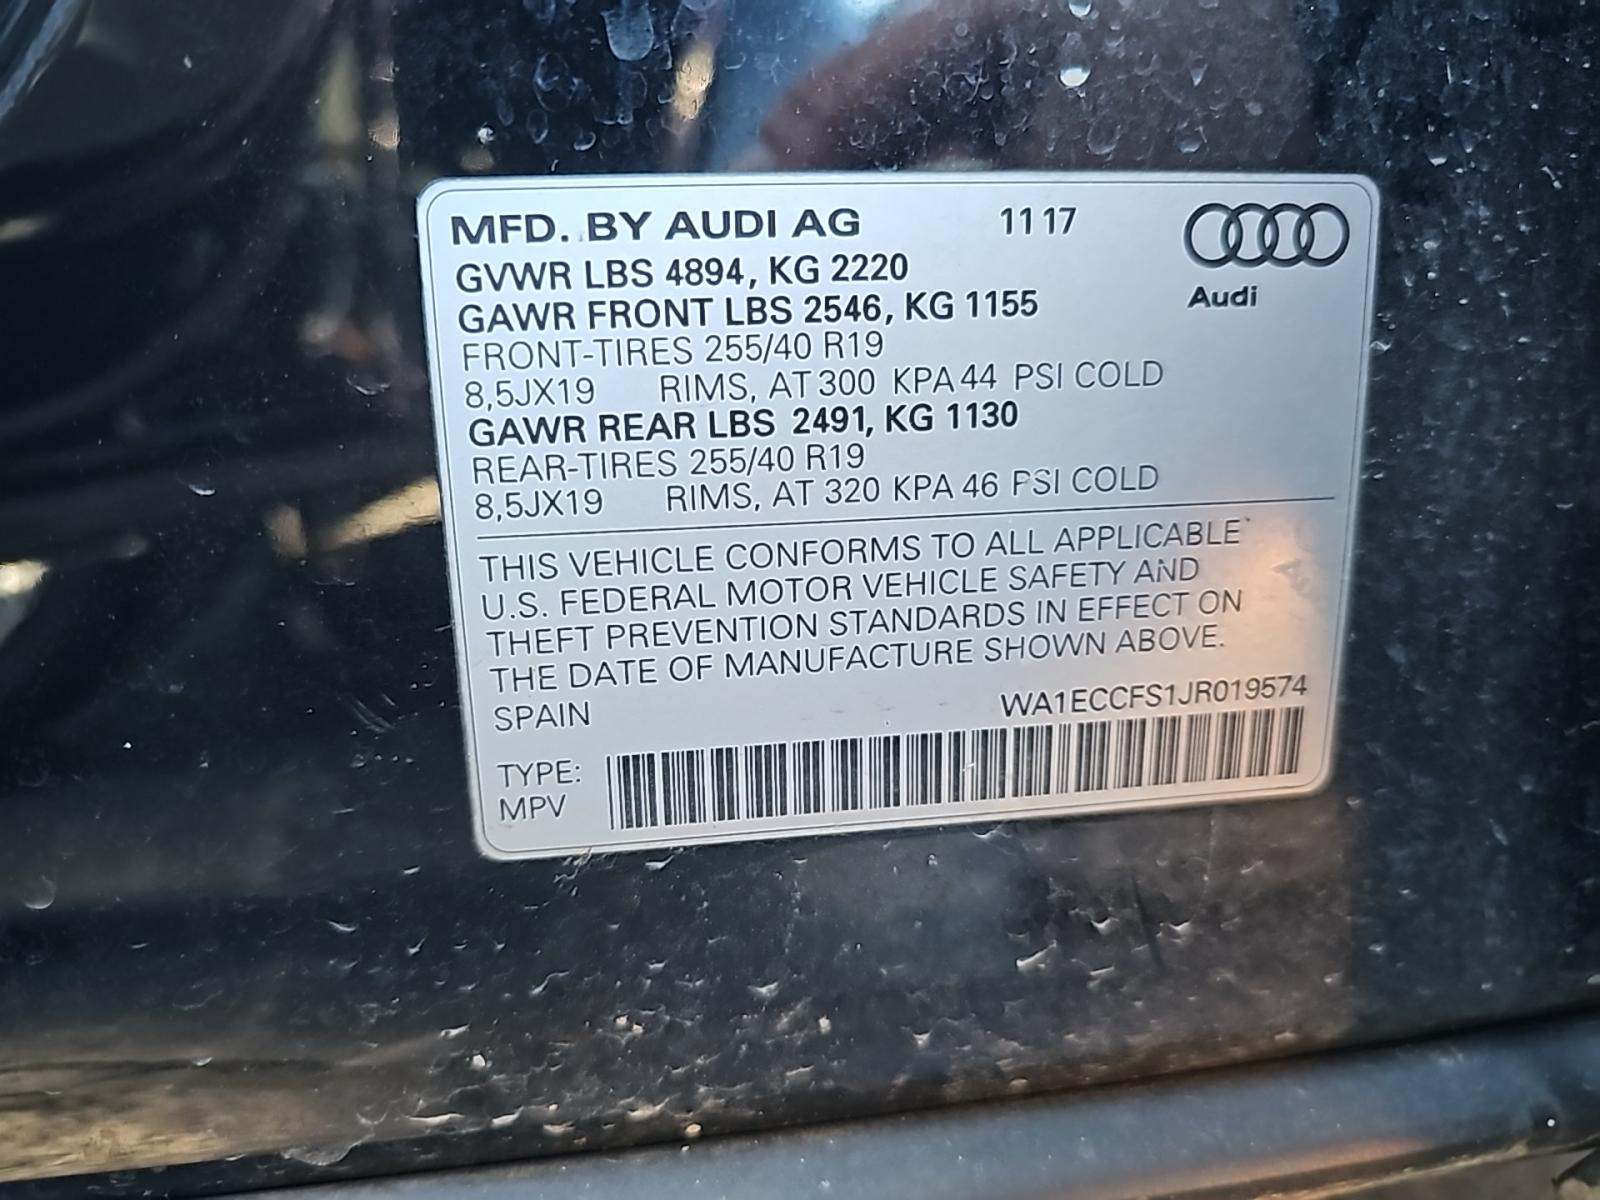 MFD. BY AUDI AG 11 17
Audi
GVWR LBS 4894, KG 2220
GAWR FRONT LBS 2546, KG 1155
FRONT-TIRES 255/40 R19
8,5JX19 RIMS, AT 300 KPA 44 PSI COLD
GAWR REAR LBS 2491, KG 1130
REAR-TIRES 255/40 R19
8,5JX19 RIMS, AT 320 KPA 46 PSI COLD
THIS VEHICLE CONFORMS TO ALL APPLICABLE
U.S. FEDERAL MOTOR VEHICLE SAFETY AND
THEFT PREVENTION STANDARDS IN EFFECT ON
THE DATE OF MANUFACTURE SHOWN ABOVE.
SPAIN WA1ECCFS1JR019574
TYPE:
MPV